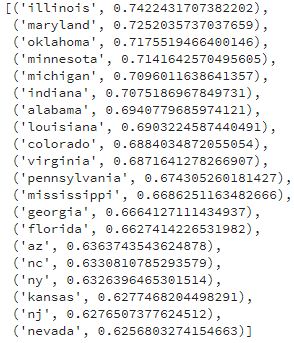 [('illinois', 0.7422431707382202),
('maryland', 0.7252035737037659),
('oklahoma', 0.7175519466400146),
('minnesota', 0.7141642570495605),
('michigan', 0.7096011638641357),
('indiana', 0.7075186967849731),
('alabama', 0.6940779685974121),
('louisiana', 0.6903224587440491),
('colorado', 0.6884034872055054),
('virginia', 0.6871641278266907),
('pennsylvania', 0.674305260181427),
('mississippi', 0.6686251163482666),
('georgia', 0.6664127111434937),
('florida', 0.6627414226531982),
('az', 0.6363743543624878),
('nc', 0.6330810785293579),
('ny', 0.6326396465301514),
('kansas', 0.6277468204498291),
('nj', 0.6276507377624512),
('nevada', 0.6256803274154663)]